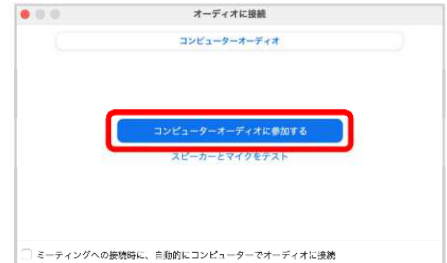 オーディオに接続
コンピューターオーディオ
コンピューターオーディオに参加する
スピーカーとマイクをテスト
ミーティングへの接続時に、自動的にコンピューターでオーディオに接続